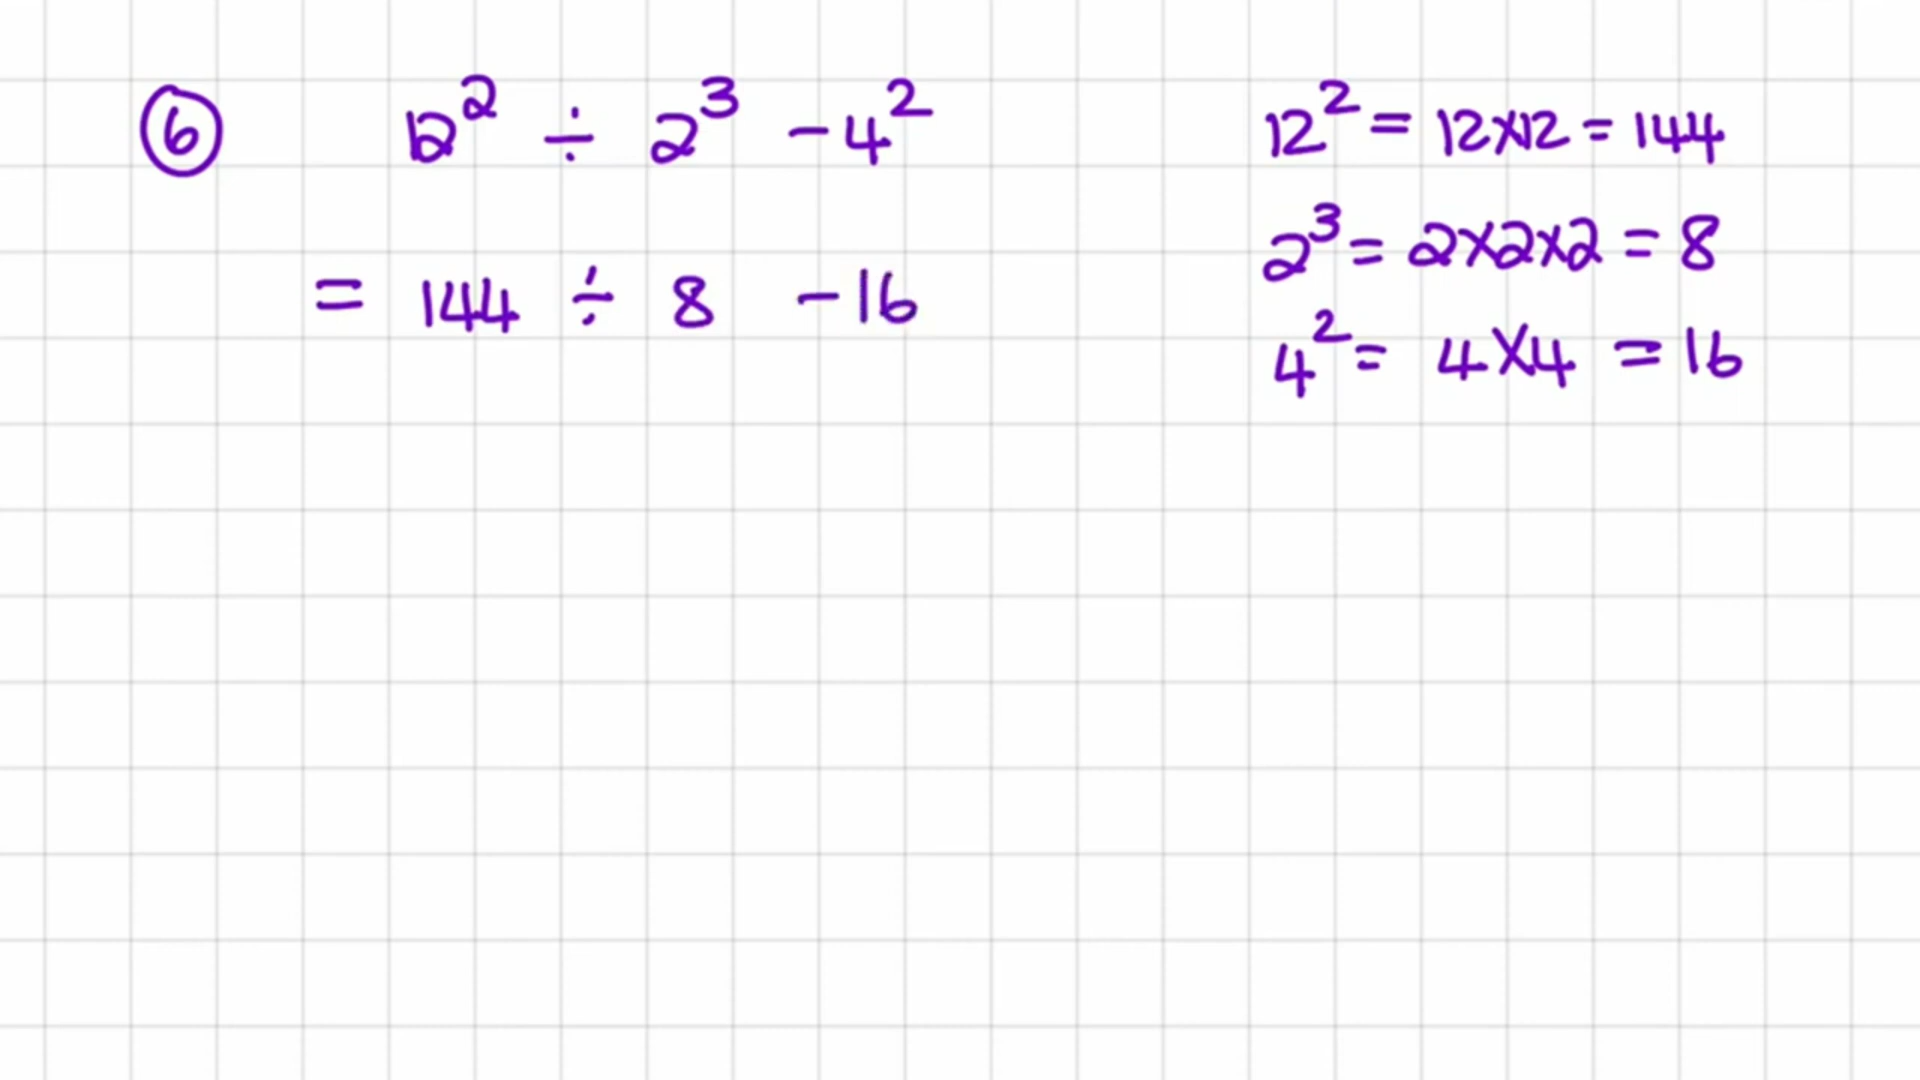 ⑥ 12² ÷ 2³ - 4²
= 144 ÷ 8 - 16
12² = 12×12 = 144
2³ = 2×2×2 = 8
4² = 4×4 = 16